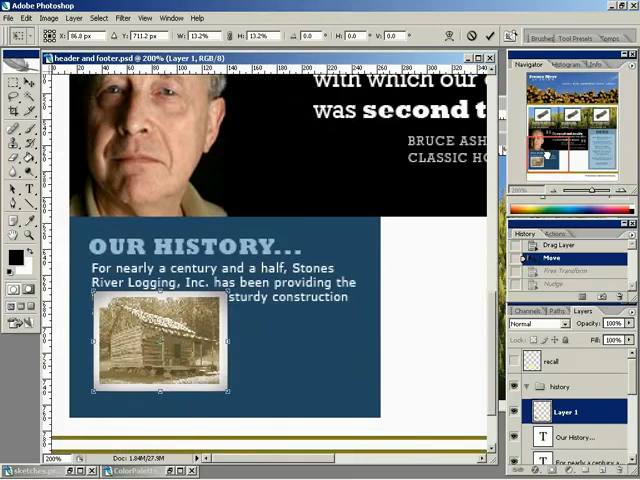 Adobe Photoshop
File Edit Image Layer Select Filter View Window Help
X: 86.8 px Y: 711.2 px W: 13.2% H: 13.2% 0.0 H: 0.0 V: 0.0
Brushes Tool Presets Comps
header and footer.psd @ 200% (Layer 1, RGB/8)
with which our
was second t
BRUCE ASH
CLASSIC HO
OUR HISTORY...
For nearly a century and a half, Stones
River Logging, Inc. has been providing the
sturdy construction
200% Doc: 1.84M/27.9M
sketches.p
ColorPalett
Navigator Histogram Info
200%
History Actions
Drag Layer
Move
Free Transform
Nudge
Channels Paths Layers
Normal Opacity: 100%
Lock: Fill: 100%
recall
history
Layer 1
T Our History...
T For nearly a century a